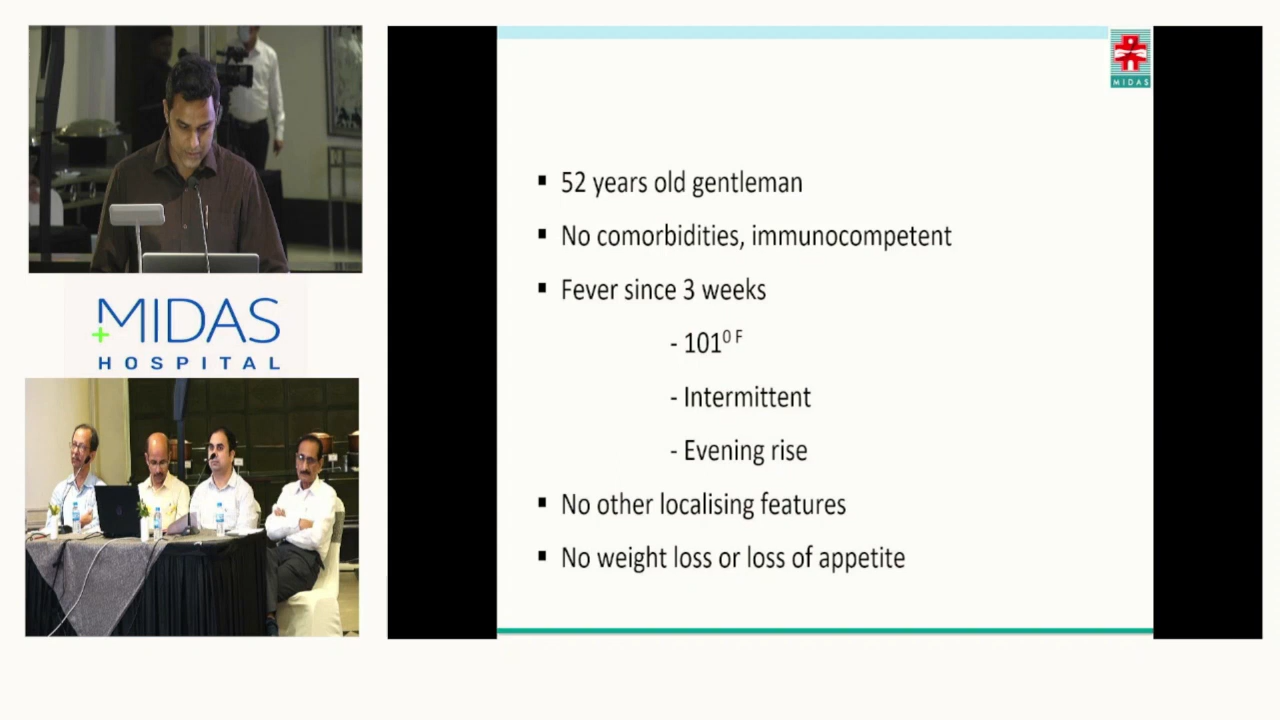 MIDAS
HOSPITAL
MIDAS
▪ 52 years old gentleman
▪ No comorbidities, immunocompetent
▪ Fever since 3 weeks
- 101⁰ ᶠ
- Intermittent
- Evening rise
▪ No other localising features
▪ No weight loss or loss of appetite